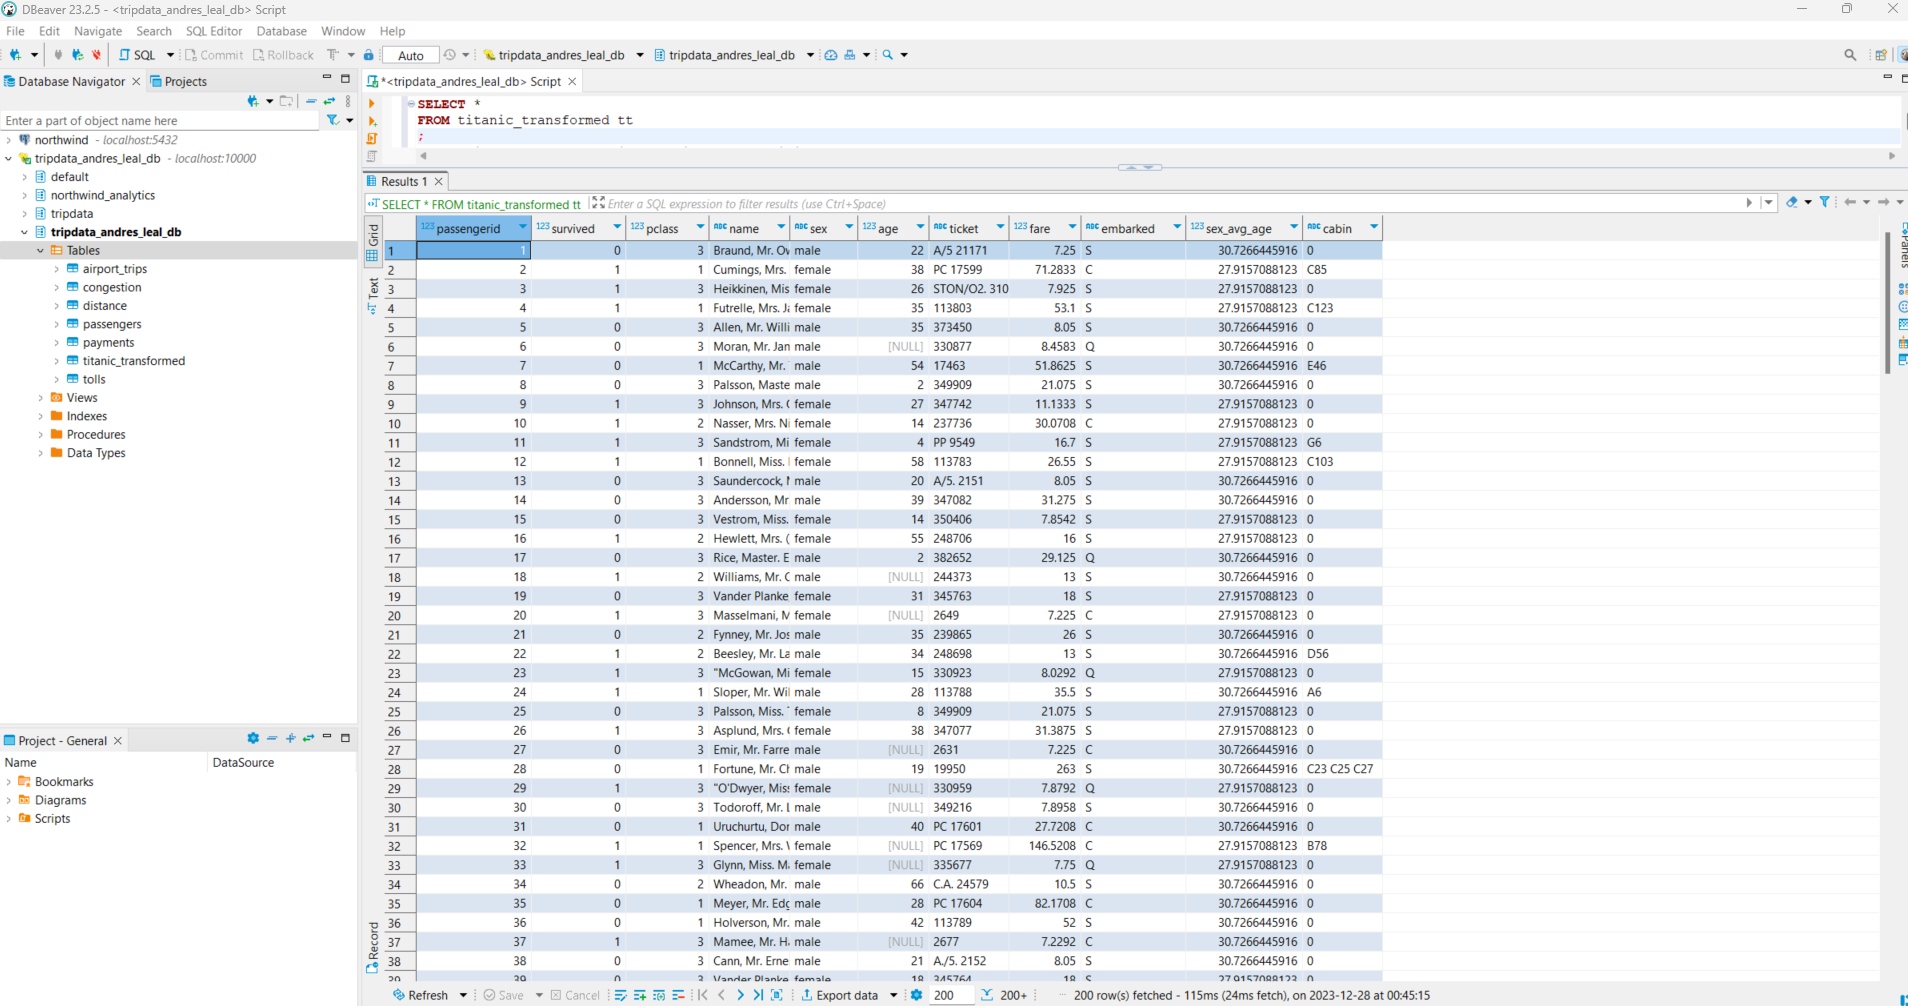 DBeaver 23.2.5 - <tripdata_andres_leal_db> Script
File Edit Navigate Search SQL Editor Database Window Help
SQL Commit Rollback Auto tripdata_andres_leal_db tripdata_andres_leal_db
Database Navigator Projects
Enter a part of object name here
northwind - localhost:5432
tripdata_andres_leal_db - localhost:10000
default
northwind_analytics
tripdata
tripdata_andres_leal_db
Tables
airport_trips
congestion
distance
passengers
payments
titanic_transformed
tolls
Views
Indexes
Procedures
Data Types
Project - General
Name DataSource
Bookmarks
Diagrams
Scripts
*<tripdata_andres_leal_db> Script
SELECT *
FROM titanic_transformed tt
;
Results 1
SELECT * FROM titanic_transformed tt Enter a SQL expression to filter results (use Ctrl+Space)
Grid
Text
Record
Panels
123 passengerid 123 survived 123 pclass ABC name ABC sex 123 age ABC ticket 123 fare ABC embarked 123 sex_avg_age ABC cabin
1 1 0 3 Braund, Mr. Ow male 22 A/5 21171 7.25 S 30.7266445916 0
2 2 1 1 Cumings, Mrs. female 38 PC 17599 71.2833 C 27.9157088123 C85
3 3 1 3 Heikkinen, Mis female 26 STON/O2. 310 7.925 S 27.9157088123 0
4 4 1 1 Futrelle, Mrs. Ja female 35 113803 53.1 S 27.9157088123 C123
5 5 0 3 Allen, Mr. Willi male 35 373450 8.05 S 30.7266445916 0
6 6 0 3 Moran, Mr. Jan male [NULL] 330877 8.4583 Q 30.7266445916 0
7 7 0 1 McCarthy, Mr. male 54 17463 51.8625 S 30.7266445916 E46
8 8 0 3 Palsson, Maste male 2 349909 21.075 S 30.7266445916 0
9 9 1 3 Johnson, Mrs. ( female 27 347742 11.1333 S 27.9157088123 0
10 10 1 2 Nasser, Mrs. Ni female 14 237736 30.0708 C 27.9157088123 0
11 11 1 3 Sandstrom, Mi female 4 PP 9549 16.7 S 27.9157088123 G6
12 12 1 1 Bonnell, Miss. female 58 113783 26.55 S 27.9157088123 C103
13 13 0 3 Saundercock, male 20 A/5. 2151 8.05 S 30.7266445916 0
14 14 0 3 Andersson, Mr male 39 347082 31.275 S 30.7266445916 0
15 15 0 3 Vestrom, Miss. female 14 350406 7.8542 S 27.9157088123 0
16 16 1 2 Hewlett, Mrs. ( female 55 248706 16 S 27.9157088123 0
17 17 0 3 Rice, Master. E male 2 382652 29.125 Q 30.7266445916 0
18 18 1 2 Williams, Mr. C male [NULL] 244373 13 S 30.7266445916 0
19 19 0 3 Vander Planke female 31 345763 18 S 27.9157088123 0
20 20 1 3 Masselmani, M female [NULL] 2649 7.225 C 27.9157088123 0
21 21 0 2 Fynney, Mr. Jos male 35 239865 26 S 30.7266445916 0
22 22 1 2 Beesley, Mr. La male 34 248698 13 S 30.7266445916 D56
23 23 1 3 "McGowan, Mi female 15 330923 8.0292 Q 27.9157088123 0
24 24 1 1 Sloper, Mr. Wil male 28 113788 35.5 S 30.7266445916 A6
25 25 0 3 Palsson, Miss. female 8 349909 21.075 S 27.9157088123 0
26 26 1 3 Asplund, Mrs. ( female 38 347077 31.3875 S 27.9157088123 0
27 27 0 3 Emir, Mr. Farre male [NULL] 2631 7.225 C 30.7266445916 0
28 28 0 1 Fortune, Mr. Ch male 19 19950 263 S 30.7266445916 C23 C25 C27
29 29 1 3 "O'Dwyer, Miss female [NULL] 330959 7.8792 Q 27.9157088123 0
30 30 0 3 Todoroff, Mr. L male [NULL] 349216 7.8958 S 30.7266445916 0
31 31 0 1 Uruchurtu, Don male 40 PC 17601 27.7208 C 30.7266445916 0
32 32 1 1 Spencer, Mrs. female [NULL] PC 17569 146.5208 C 27.9157088123 B78
33 33 1 3 Glynn, Miss. Ma female [NULL] 335677 7.75 Q 27.9157088123 0
34 34 0 2 Wheadon, Mr. male 66 C.A. 24579 10.5 S 30.7266445916 0
35 35 0 1 Meyer, Mr. Edg male 28 PC 17604 82.1708 C 30.7266445916 0
36 36 0 1 Holverson, Mr. male 42 113789 52 S 30.7266445916 0
37 37 1 3 Mamee, Mr. Ha male [NULL] 2677 7.2292 C 30.7266445916 0
38 38 0 3 Cann, Mr. Erne male 21 A./5. 2152 8.05 S 30.7266445916 0
39 39 0 3 Vander Planke female 18 345764 18 S 27.9157088123 0
Refresh Save Cancel Export data 200 200+ 200 row(s) fetched - 115ms (24ms fetch), on 2023-12-28 at 00:45:15